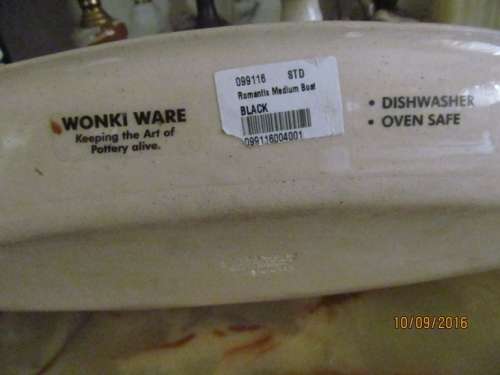 099116 STD
Romantis Medium Boat
BLACK
099116004001
WONKI WARE
Keeping the Art of
Pottery alive.
• DISHWASHER
• OVEN SAFE
10/09/2016